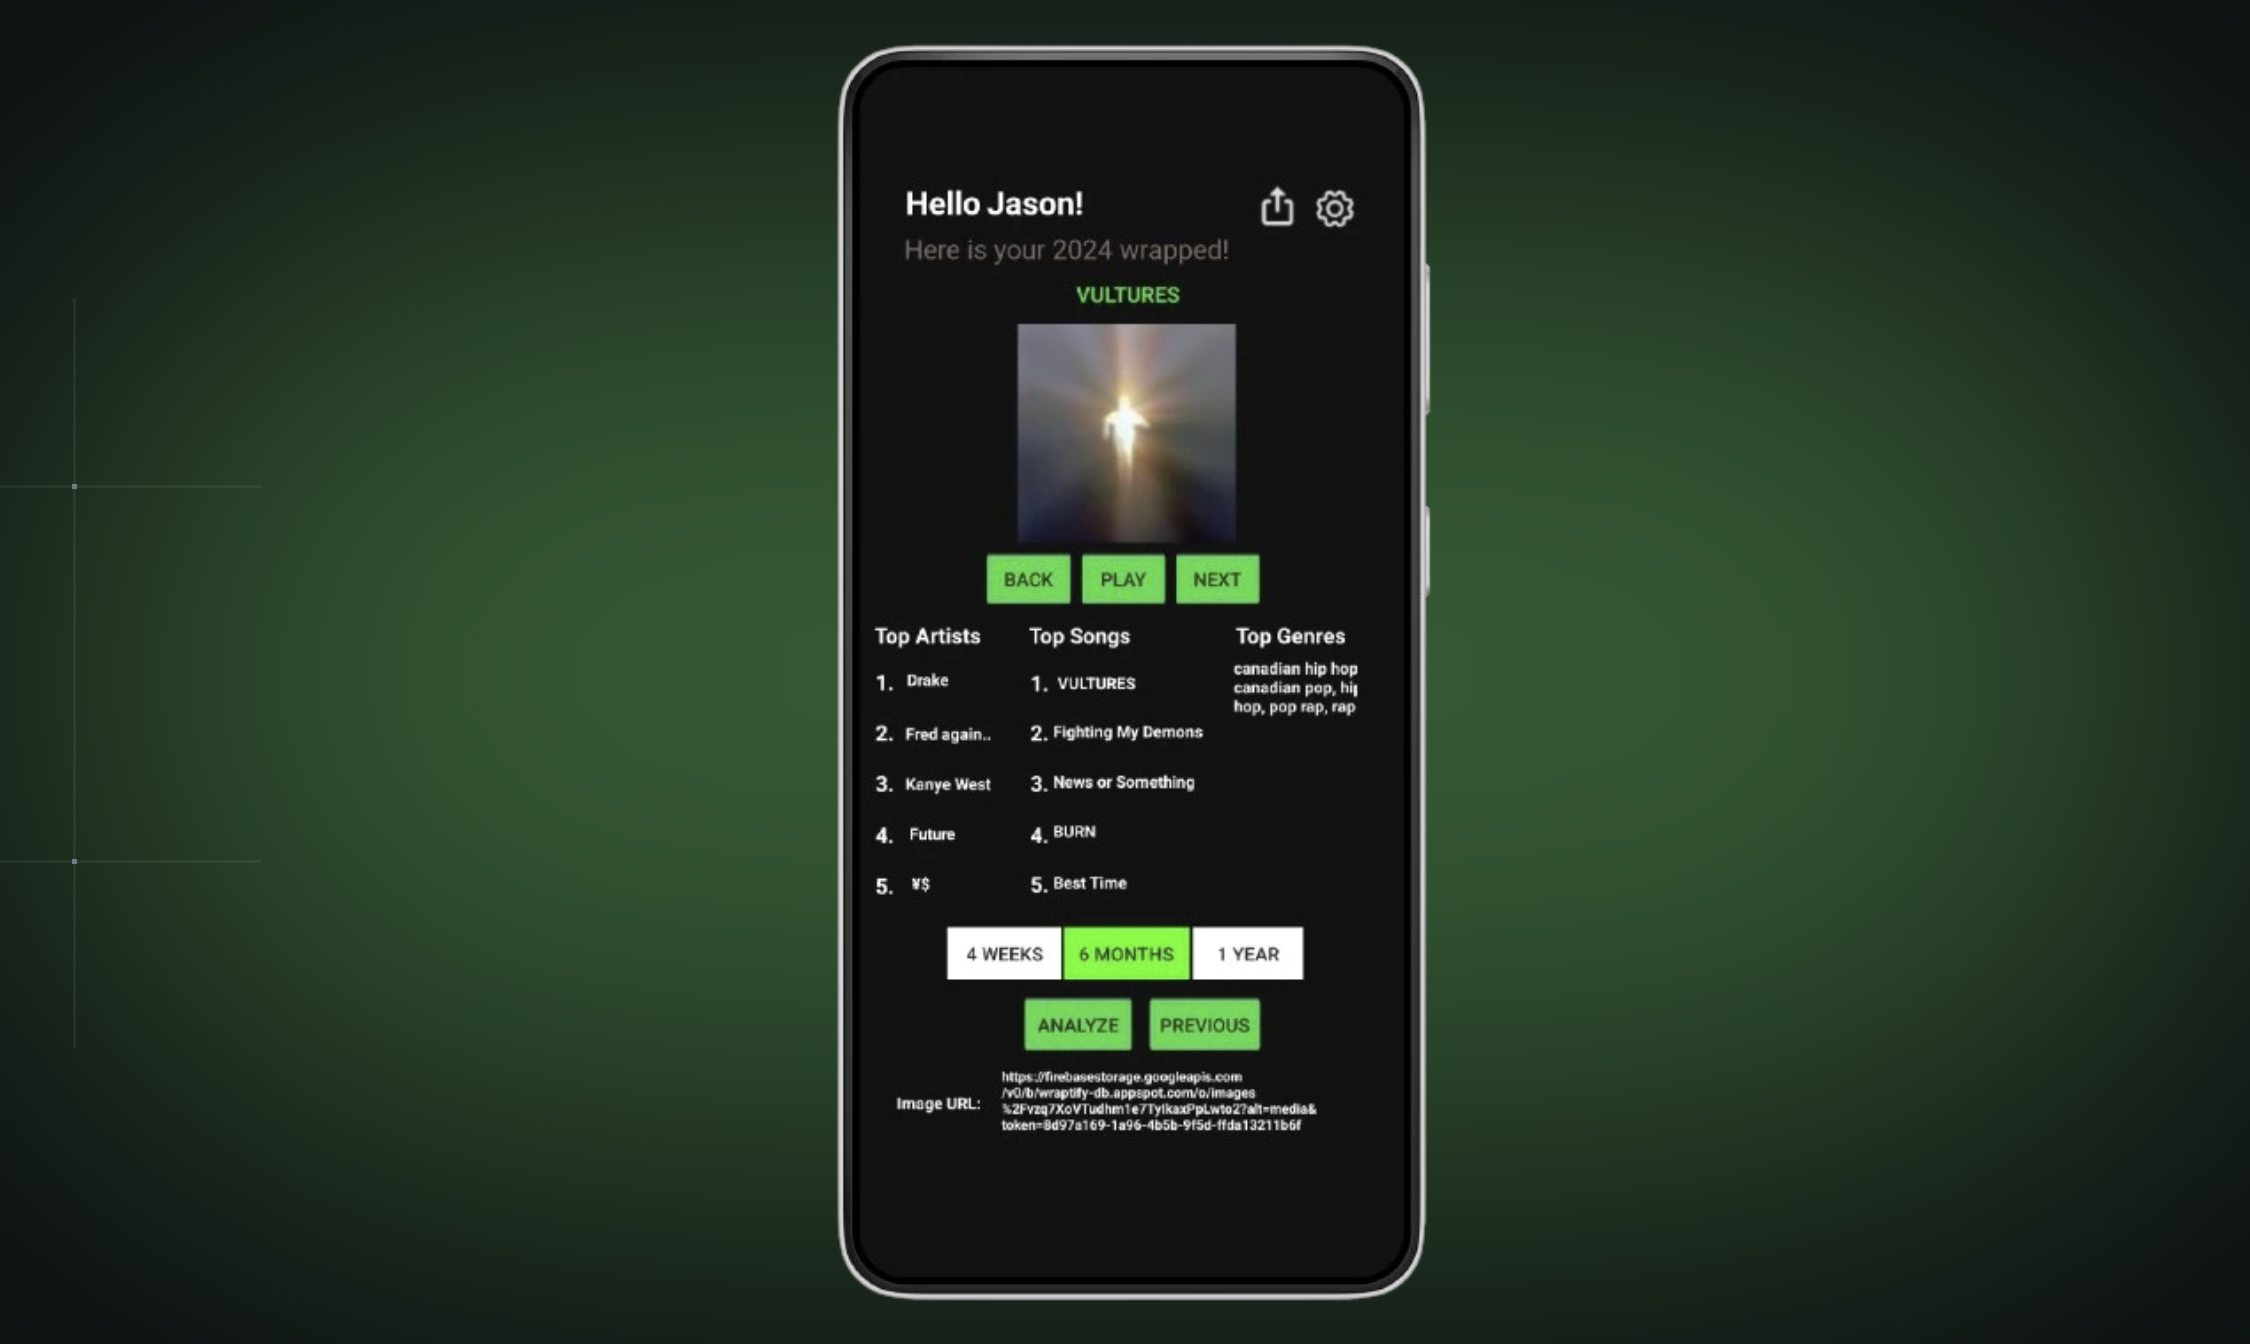 Hello Jason!
Here is your 2024 wrapped!
VULTURES
BACK
PLAY
NEXT
Top Artists
1. Drake
2. Fred again..
3. Kanye West
4. Future
5. ¥$
Top Songs
1. VULTURES
2. Fighting My Demons
3. News or Something
4. BURN
5. Best Time
Top Genres
canadian hip hop
canadian pop, hip
hop, pop rap, rap
4 WEEKS
6 MONTHS
1 YEAR
ANALYZE
PREVIOUS
Image URL:
https://firebasestorage.googleapis.com
/v0/b/wraptify-db.appspot.com/o/images
%2Fvzq7XoVTudhm1e7TyikaxPpLwto2?alt=media&
token=8d97a169-1a96-4b5b-9f5d-ffda13211b6f